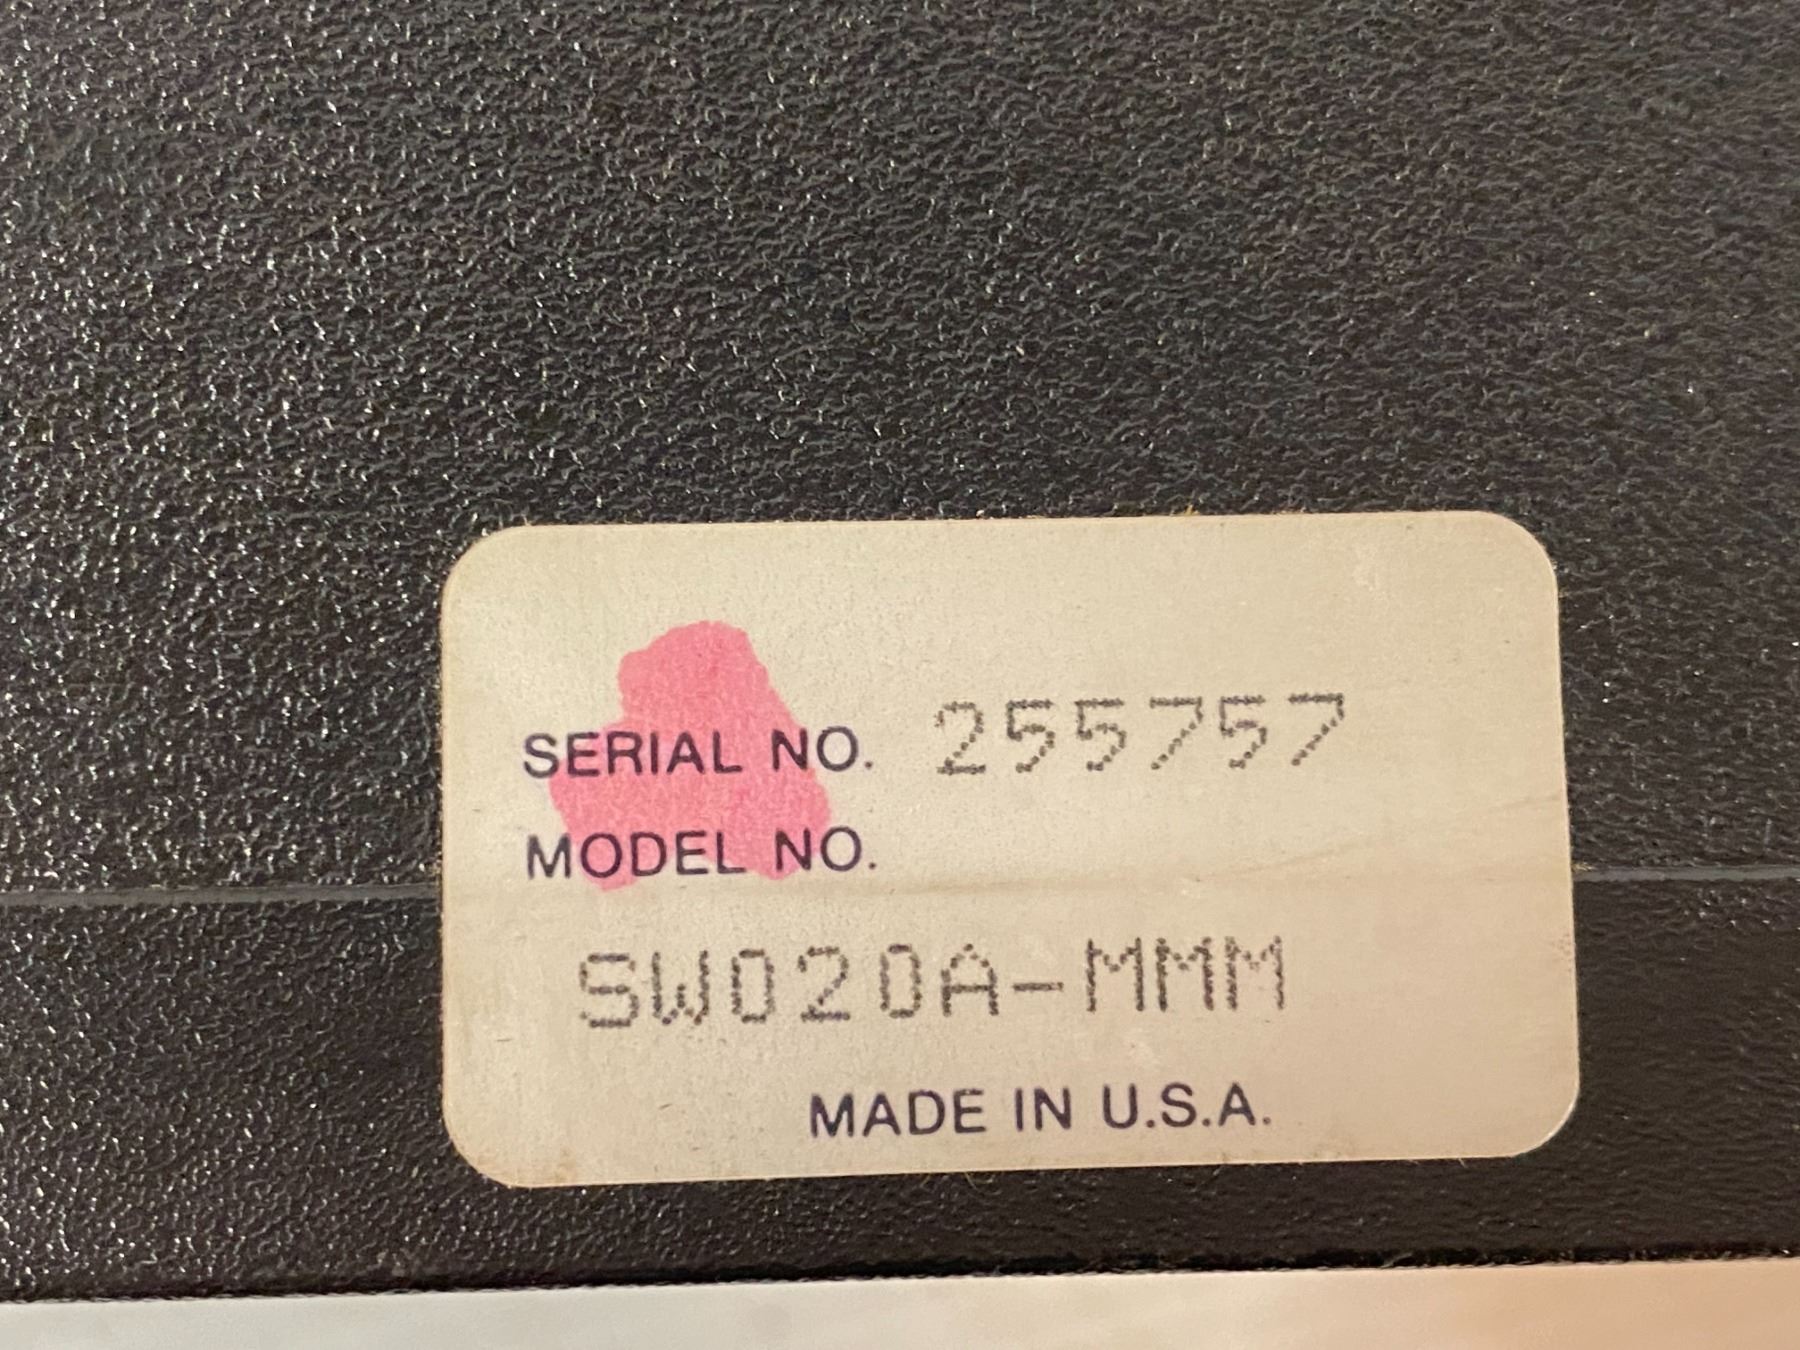 SERIAL NO. 255757
MODEL NO.
SW020A-MMM
MADE IN U.S.A.